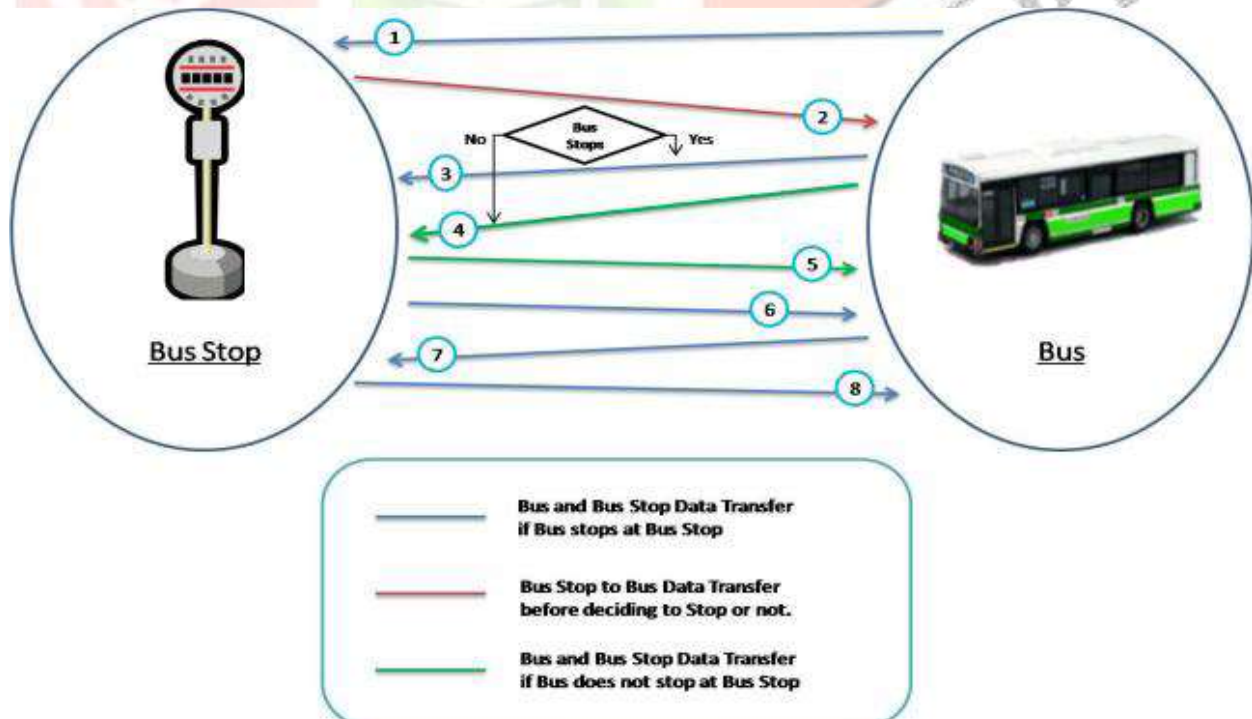 1
2
Bus
Stops
No
Yes
3
4
5
6
7
8
Bus Stop
Bus
Bus and Bus Stop Data Transfer
if Bus stops at Bus Stop
Bus Stop to Bus Data Transfer
before deciding to Stop or not.
Bus and Bus Stop Data Transfer
if Bus does not stop at Bus Stop